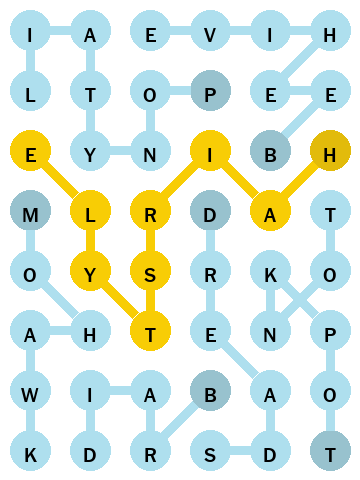 I A E V I H
L T O P E E
E Y N I B H
M L R D A T
O Y S R K O
A H T E N P
W I A B A O
K D R S D T